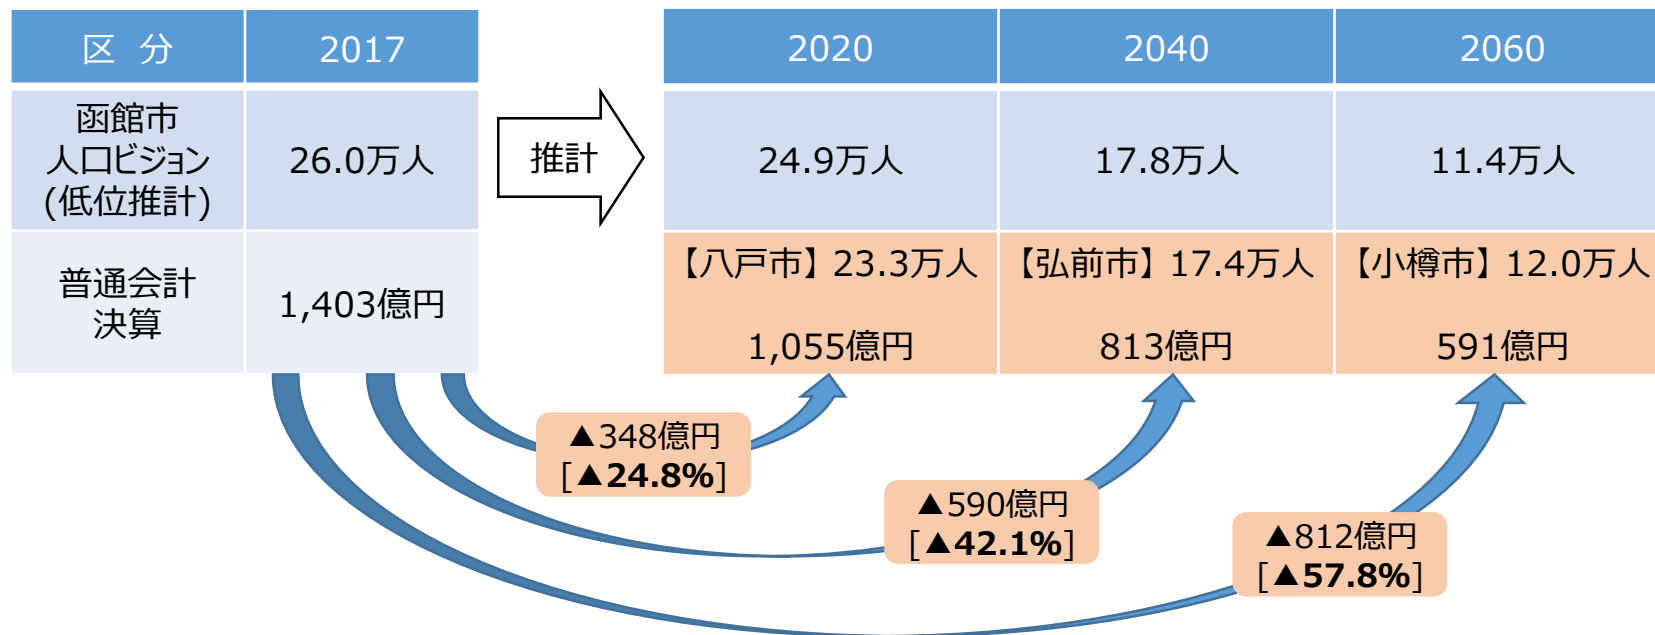 区 分
2017
2020
2040
2060
函館市
人口ビジョン
(低位推計)
26.0万人
推計
24.9万人
17.8万人
11.4万人
普通会計
決算
1,403億円
【八戸市】23.3万人
1,055億円
【弘前市】17.4万人
813億円
【小樽市】12.0万人
591億円
▲348億円
[▲24.8%]
▲590億円
[▲42.1%]
▲812億円
[▲57.8%]